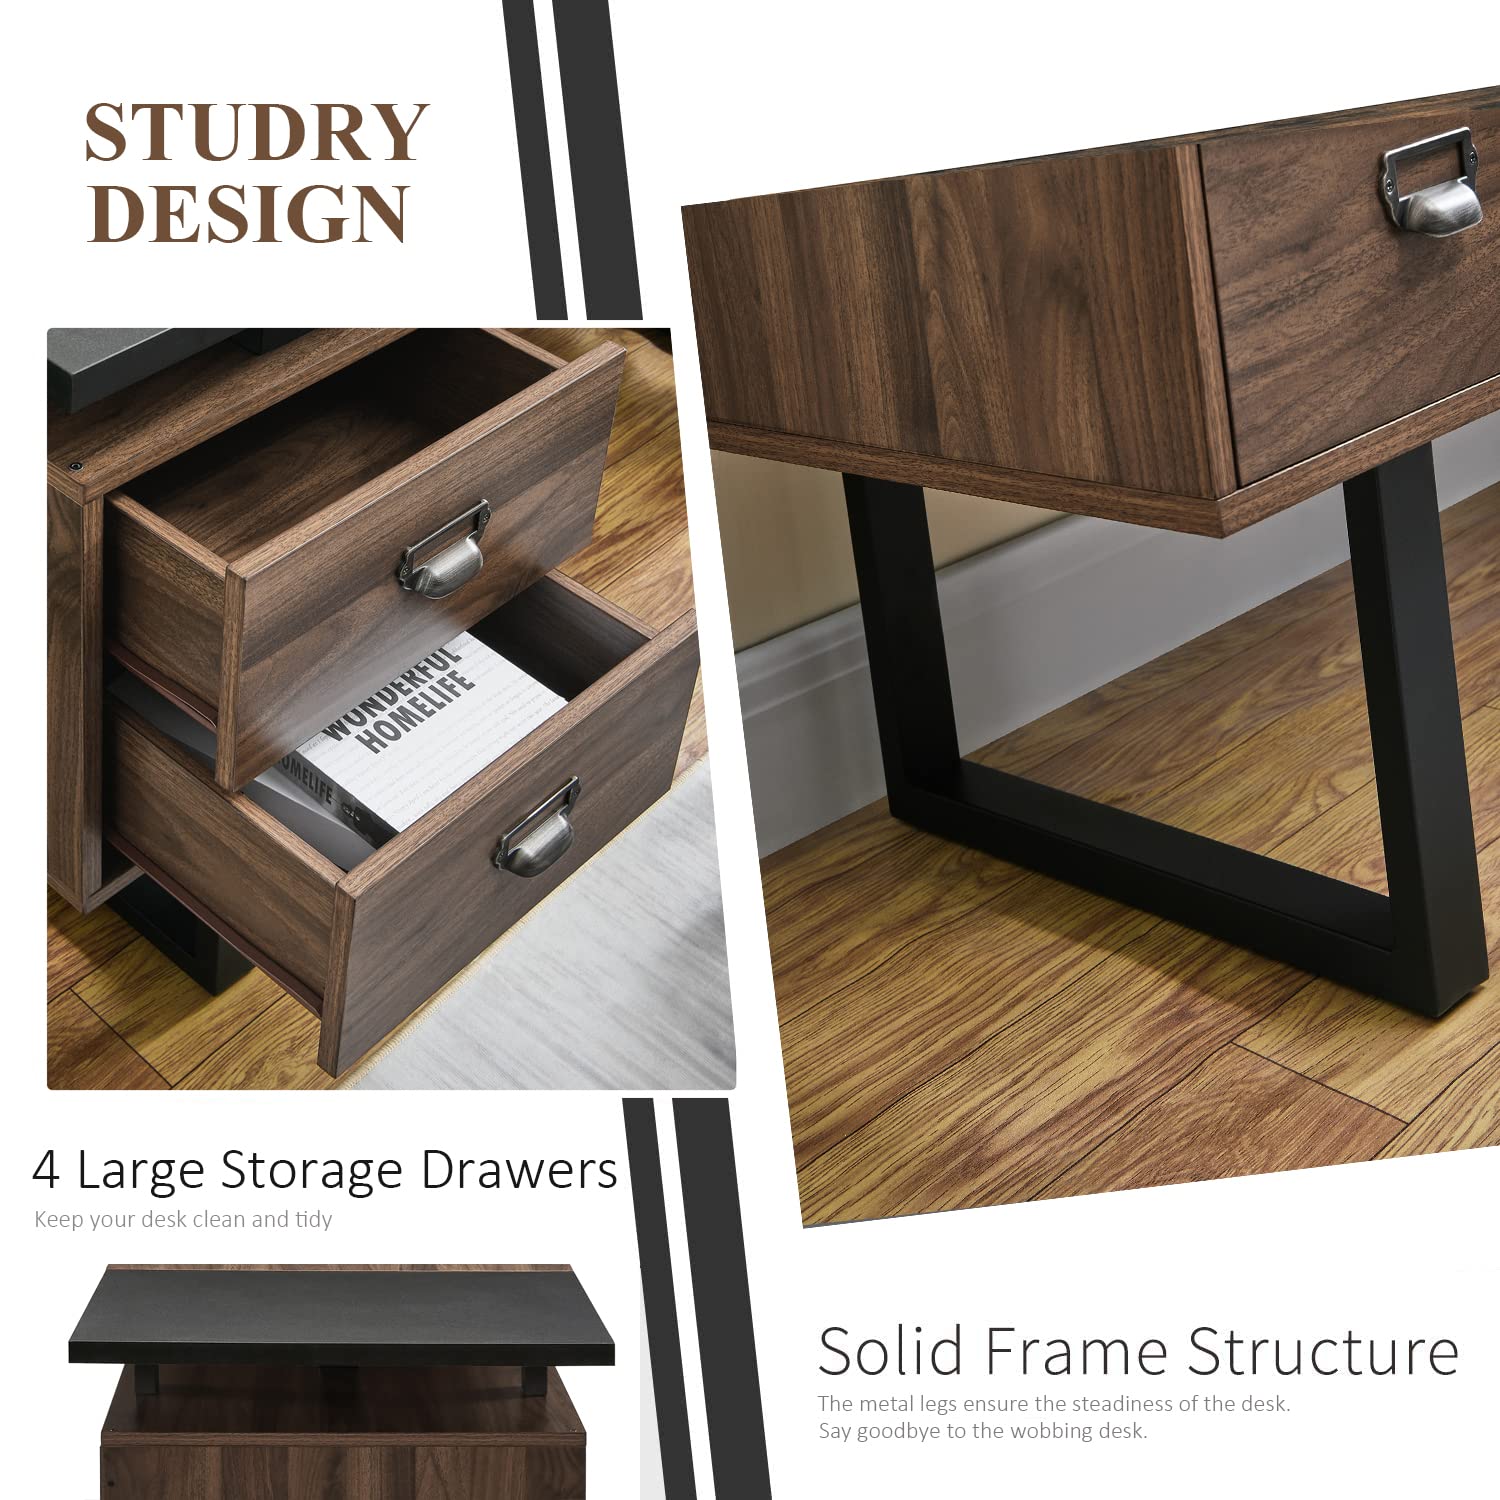 STUDRY
DESIGN
WONDERFUL
HOMELIFE
4 Large Storage Drawers
Keep your desk clean and tidy
Solid Frame Structure
The metal legs ensure the steadiness of the desk.
Say goodbye to the wobbing desk.